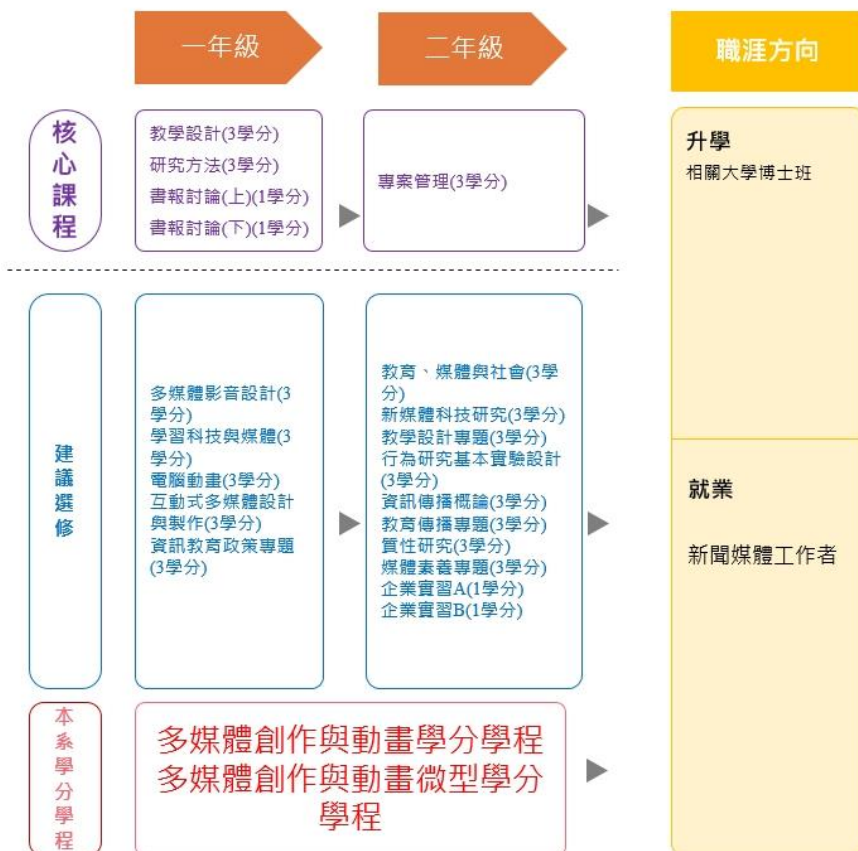 一年級
二年級
職涯方向
核心課程
教學設計(3學分)
研究方法(3學分)
書報討論(上)(1學分)
書報討論(下)(1學分)
專案管理(3學分)
升學
相關大學博士班
建議選修
多媒體影音設計(3
學分)
學習科技與媒體(3
學分)
電腦動畫(3學分)
互動式多媒體設計
與製作(3學分)
資訊教育政策專題
(3學分)
教育、媒體與社會(3學
分)
新媒體科技研究(3學分)
教學設計專題(3學分)
行為研究基本實驗設計
(3學分)
資訊傳播概論(3學分)
教育傳播專題(3學分)
質性研究(3學分)
媒體素養專題(3學分)
企業實習A(1學分)
企業實習B(1學分)
就業
新聞媒體工作者
本系學分學程
多媒體創作與動畫學分學程
多媒體創作與動畫微型學分
學程